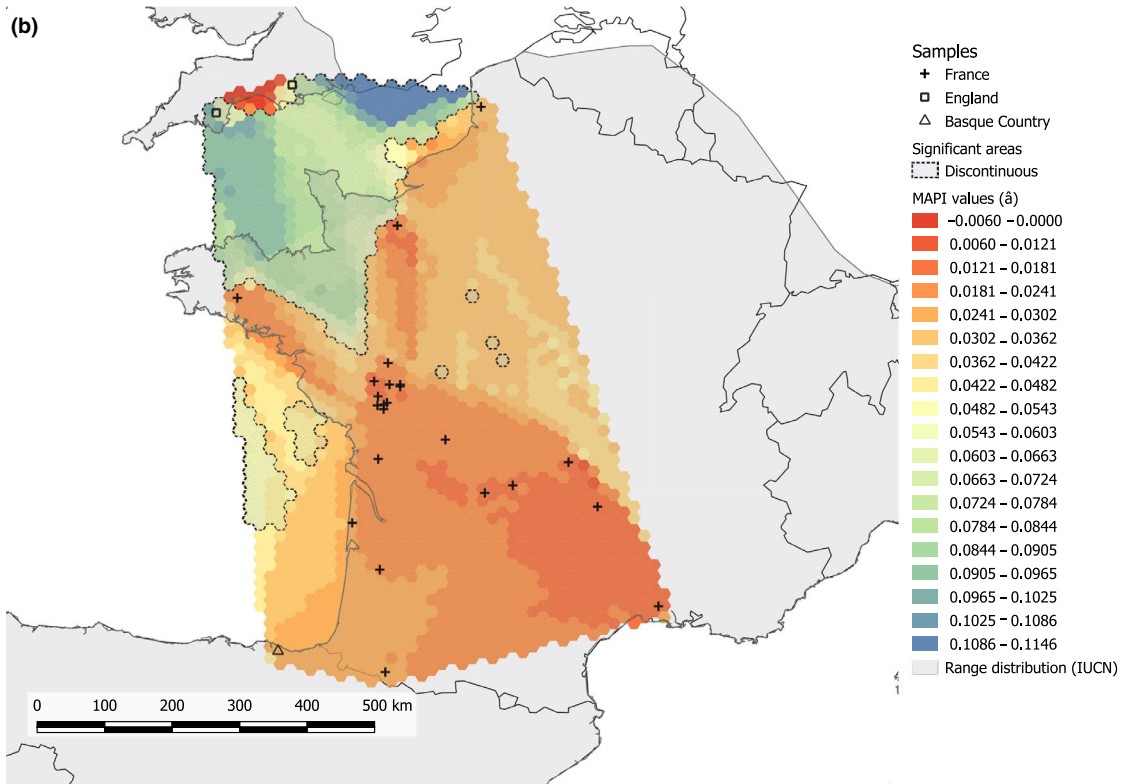 (b)
Samples
France
England
Basque Country
Significant areas
Discontinuous
MAPI values (â)
-0.0060 – -0.0000
0.0060 – 0.0121
0.0121 – 0.0181
0.0181 – 0.0241
0.0241 – 0.0302
0.0302 – 0.0362
0.0362 – 0.0422
0.0422 – 0.0482
0.0482 – 0.0543
0.0543 – 0.0603
0.0603 – 0.0663
0.0663 – 0.0724
0.0724 – 0.0784
0.0784 – 0.0844
0.0844 – 0.0905
0.0905 – 0.0965
0.0965 – 0.1025
0.1025 – 0.1086
0.1086 – 0.1146
Range distribution (IUCN)
0 100 200 300 400 500 km